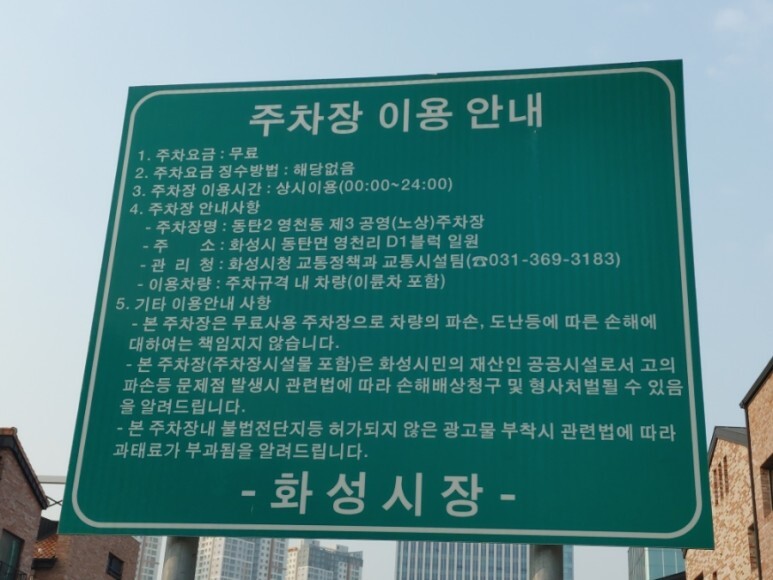 주차장 이용 안내
1. 주차요금 : 무료
2. 주차요금 징수방법 : 해당없음
3. 주차장 이용시간 : 상시이용(00:00~24:00)
4. 주차장 안내사항
- 주차장명 : 동탄2 영천동 제3 공영(노상)주차장
- 주 소 : 화성시 동탄면 영천리 D1블럭 일원
- 관 리 청 : 화성시청 교통정책과 교통시설팀(☎031-369-3183)
- 이용차량 : 주차규격 내 차량(이륜차 포함)
5. 기타 이용안내 사항
- 본 주차장은 무료사용 주차장으로 차량의 파손, 도난등에 따른 손해에
대하여는 책임지지 않습니다.
- 본 주차장(주차장시설물 포함)은 화성시민의 재산인 공공시설로서 고의
파손등 문제점 발생시 관련법에 따라 손해배상청구 및 형사처벌될 수 있음
을 알려드립니다.
- 본 주차장내 불법전단지등 허가되지 않은 광고물 부착시 관련법에 따라
과태료가 부과됨을 알려드립니다.
- 화성시장 -